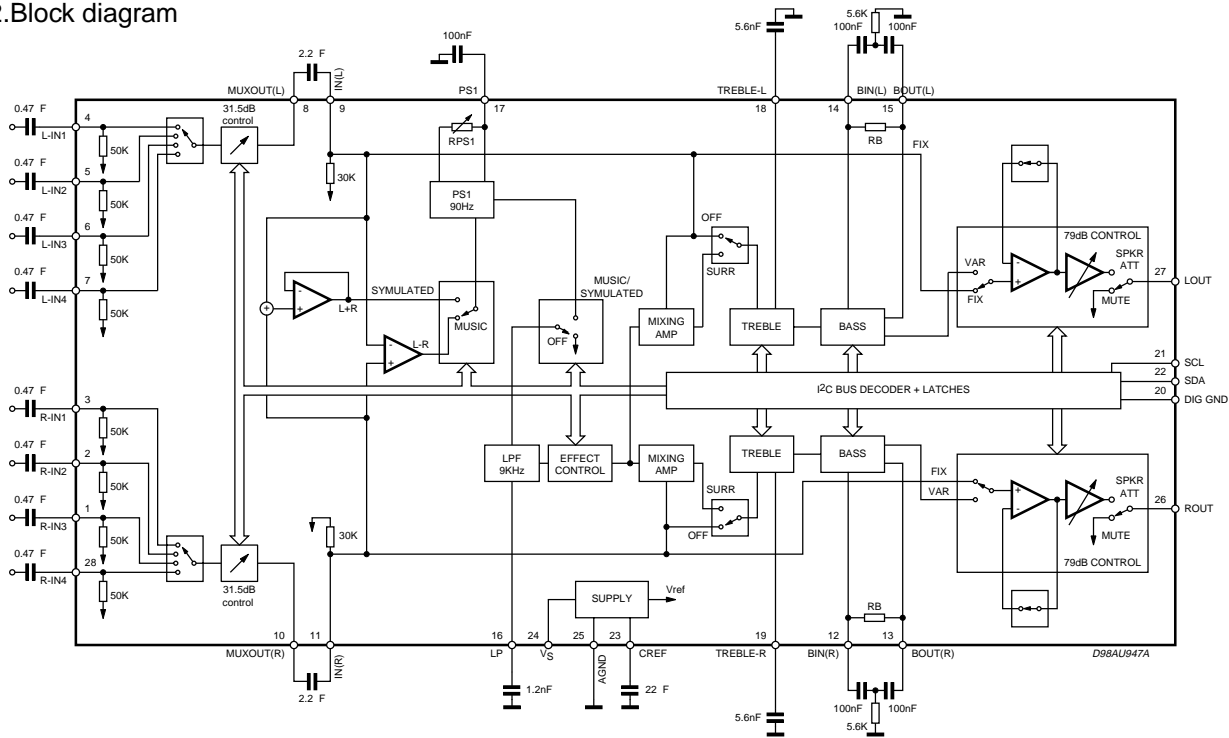 2.Block diagram
5.6K
100nF 100nF
5.6nF
100nF
2.2 F
IN(L)
MUXOUT(L)
8
9
PS1
17
TREBLE-L
18
BIN(L)
14
BOUT(L)
15
0.47 F
4
L-IN1
50K
31.5dB
control
RPS1
RB
FIX
0.47 F
5
L-IN2
50K
30K
PS1
90Hz
0.47 F
6
L-IN3
50K
OFF
SURR
79dB CONTROL
0.47 F
7
L-IN4
50K
+
-
+
L+R
SYMULATED
MUSIC
MUSIC/
SYMULATED
OFF
MIXING
AMP
TREBLE
BASS
VAR
FIX
-
+
SPKR
ATT
MUTE
27
LOUT
-
+
L-R
I2C BUS DECODER + LATCHES
21
SCL
22
SDA
20
DIG GND
0.47 F
3
R-IN1
50K
0.47 F
2
R-IN2
50K
LPF
9KHz
EFFECT
CONTROL
MIXING
AMP
TREBLE
BASS
SURR
OFF
FIX
VAR
+
-
SPKR
ATT
MUTE
26
ROUT
79dB CONTROL
0.47 F
1
R-IN3
50K
30K
0.47 F
28
R-IN4
50K
31.5dB
control
SUPPLY
Vref
RB
10
MUXOUT(R)
11
IN(R)
16
LP
24
VS
25
AGND
23
CREF
19
TREBLE-R
12
BIN(R)
13
BOUT(R)
D98AU947A
2.2 F
1.2nF
22 F
5.6nF
100nF 100nF
5.6K